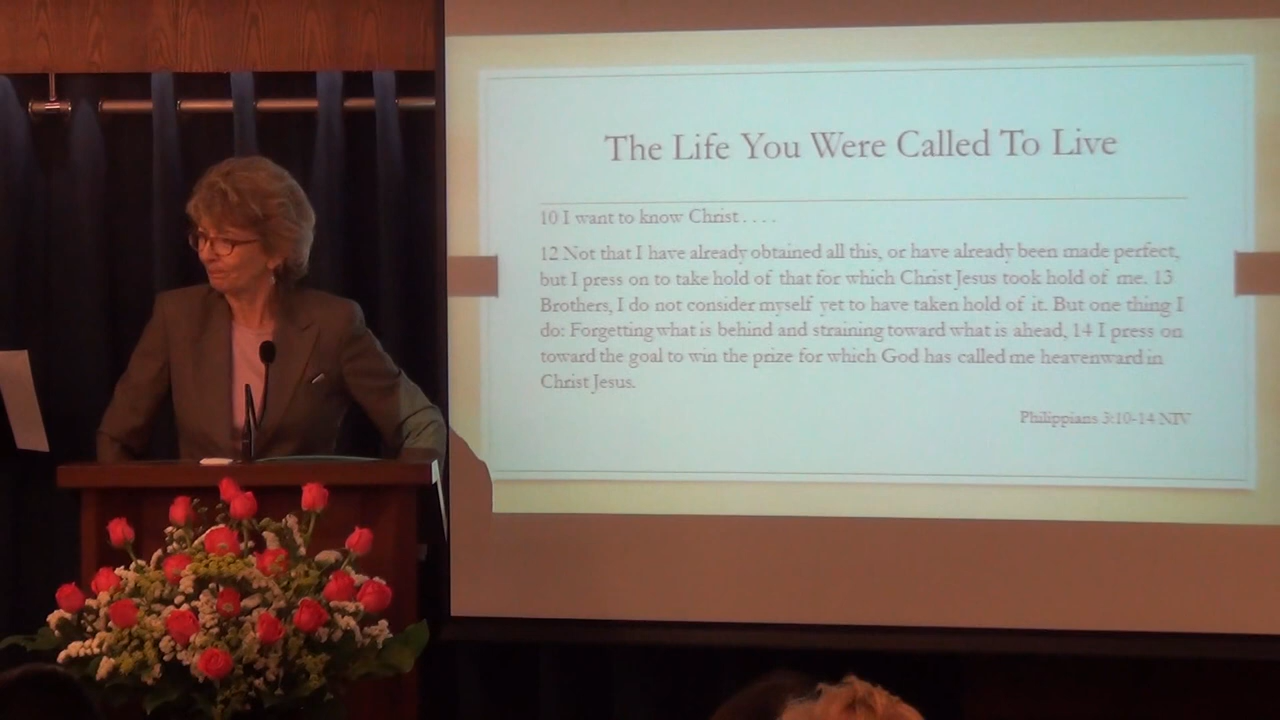 The Life You Were Called To Live
10 I want to know Christ . . . .
12 Not that I have already obtained all this, or have already been made perfect,
but I press on to take hold of that for which Christ Jesus took hold of me. 13
Brothers, I do not consider myself yet to have taken hold of it. But one thing I
do: Forgetting what is behind and straining toward what is ahead, 14 I press on
toward the goal to win the prize for which God has called me heavenward in
Christ Jesus.
Philippians 3:10-14 NIV